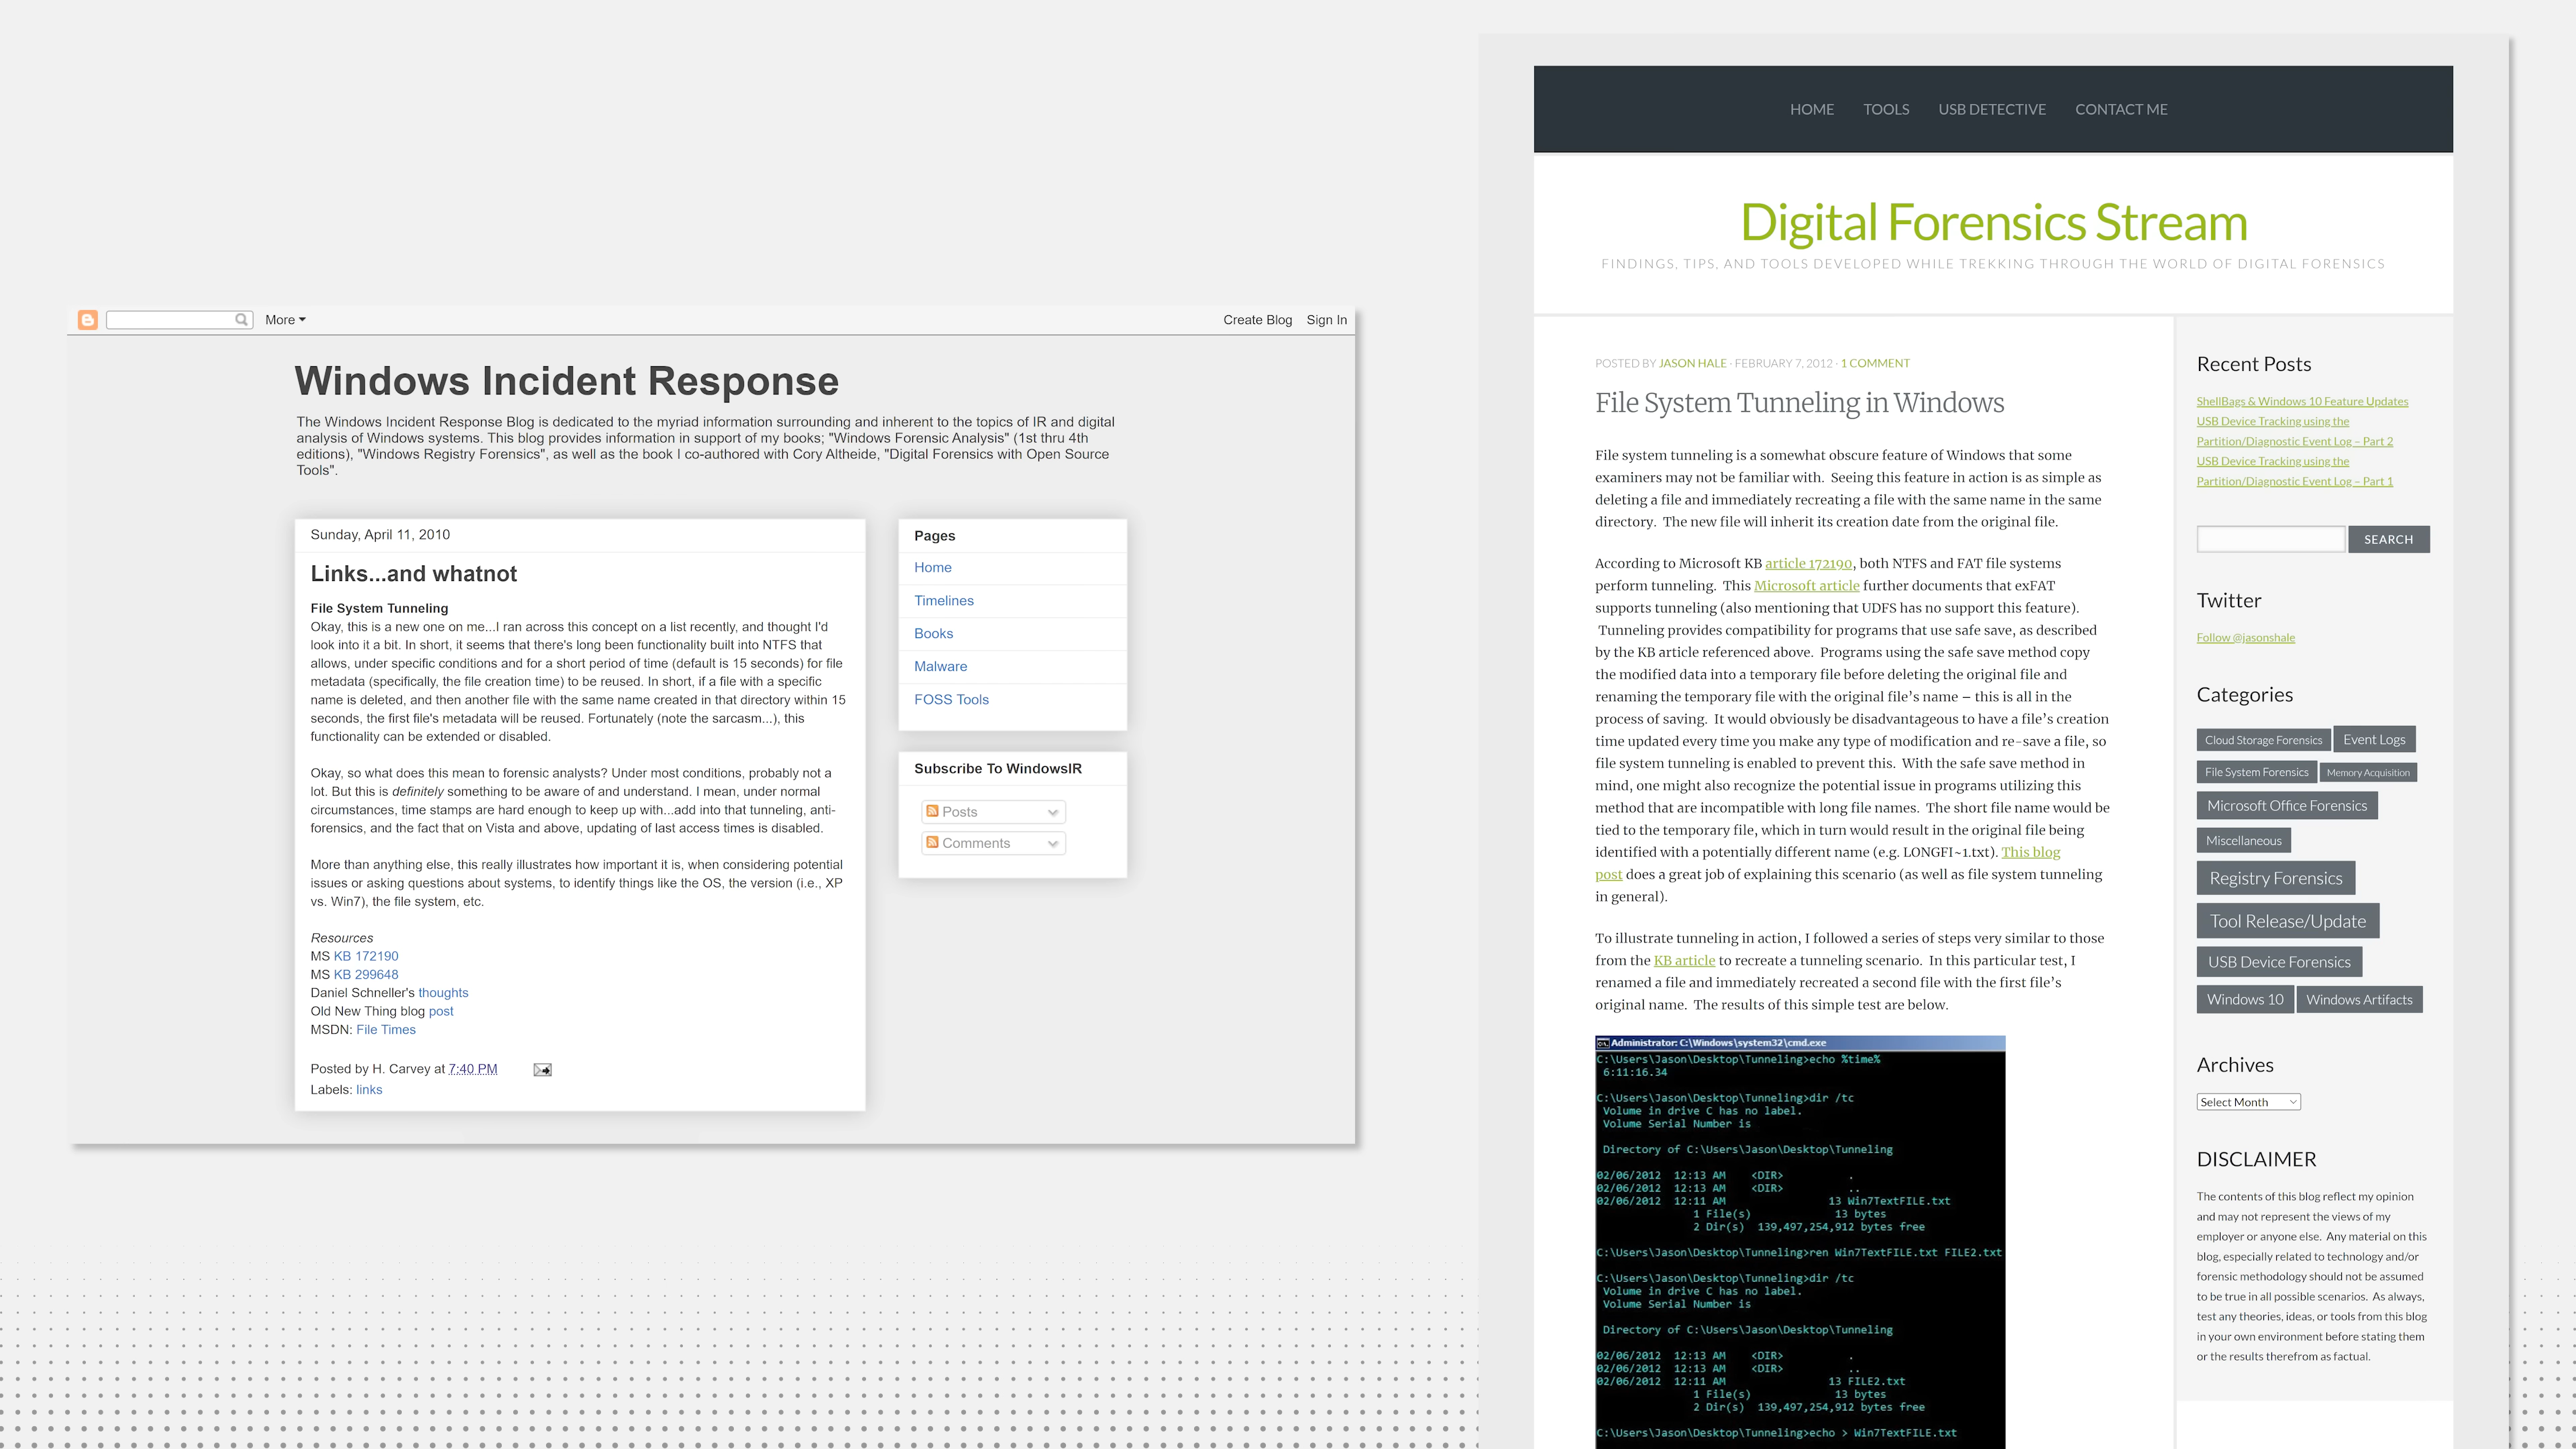 More
Create Blog Sign In
Windows Incident Response
The Windows Incident Response Blog is dedicated to the myriad information surrounding and inherent to the topics of IR and digital
analysis of Windows systems. This blog provides information in support of my books; "Windows Forensic Analysis" (1st thru 4th
editions), "Windows Registry Forensics", as well as the book I co-authored with Cory Altheide, "Digital Forensics with Open Source
Tools".
Sunday, April 11, 2010
Links...and whatnot
File System Tunneling
Okay, this is a new one on me...I ran across this concept on a list recently, and thought I'd
look into it a bit. In short, it seems that there's long been functionality built into NTFS that
allows, under specific conditions and for a short period of time (default is 15 seconds) for file
metadata (specifically, the file creation time) to be reused. In short, if a file with a specific
name is deleted, and then another file with the same name created in that directory within 15
seconds, the first file's metadata will be reused. Fortunately (note the sarcasm...), this
functionality can be extended or disabled.
Okay, so what does this mean to forensic analysts? Under most conditions, probably not a
lot. But this is definitely something to be aware of and understand. I mean, under normal
circumstances, time stamps are hard enough to keep up with...add into that tunneling, anti-
forensics, and the fact that on Vista and above, updating of last access times is disabled.
More than anything else, this really illustrates how important it is, when considering potential
issues or asking questions about systems, to identify things like the OS, the version (i.e., XP
vs. Win7), the file system, etc.
Resources
MS KB 172190
MS KB 299648
Daniel Schneller's thoughts
Old New Thing blog post
MSDN: File Times
Posted by H. Carvey at 7:40 PM
Labels: links
Pages
Home
Timelines
Books
Malware
FOSS Tools
Subscribe To WindowsIR
Posts
Comments
HOME TOOLS USB DETECTIVE CONTACT ME
Digital Forensics Stream
FINDINGS, TIPS, AND TOOLS DEVELOPED WHILE TREKKING THROUGH THE WORLD OF DIGITAL FORENSICS
POSTED BY JASON HALE · FEBRUARY 7, 2012 · 1 COMMENT
File System Tunneling in Windows
File system tunneling is a somewhat obscure feature of Windows that some
examiners may not be familiar with. Seeing this feature in action is as simple as
deleting a file and immediately recreating a file with the same name in the same
directory. The new file will inherit its creation date from the original file.
According to Microsoft KB article 172190, both NTFS and FAT file systems
perform tunneling. This Microsoft article further documents that exFAT
supports tunneling (also mentioning that UDFS has no support this feature).
Tunneling provides compatibility for programs that use safe save, as described
by the KB article referenced above. Programs using the safe save method copy
the modified data into a temporary file before deleting the original file and
renaming the temporary file with the original file's name – this is all in the
process of saving. It would obviously be disadvantageous to have a file's creation
time updated every time you make any type of modification and re-save a file, so
file system tunneling is enabled to prevent this. With the safe save method in
mind, one might also recognize the potential issue in programs utilizing this
method that are incompatible with long file names. The short file name would be
tied to the temporary file, which in turn would result in the original file being
identified with a potentially different name (e.g. LONGFI~1.txt). This blog
post does a great job of explaining this scenario (as well as file system tunneling
in general).
To illustrate tunneling in action, I followed a series of steps very similar to those
from the KB article to recreate a tunneling scenario. In this particular test, I
renamed a file and immediately recreated a second file with the first file's
original name. The results of this simple test are below.
Administrator: C:\Windows\system32\cmd.exe
C:\Users\Jason\Desktop\Tunneling>echo %time%
6:11:16.34
C:\Users\Jason\Desktop\Tunneling>dir /tc
Volume in drive C has no label.
Volume Serial Number is
Directory of C:\Users\Jason\Desktop\Tunneling
02/06/2012 12:13 AM <DIR> .
02/06/2012 12:13 AM <DIR> ..
02/06/2012 12:11 AM 13 Win7TextFILE.txt
1 File(s) 13 bytes
2 Dir(s) 139,497,254,912 bytes free
C:\Users\Jason\Desktop\Tunneling>ren Win7TextFILE.txt FILE2.txt
C:\Users\Jason\Desktop\Tunneling>dir /tc
Volume in drive C has no label.
Volume Serial Number is
Directory of C:\Users\Jason\Desktop\Tunneling
02/06/2012 12:13 AM <DIR> .
02/06/2012 12:13 AM <DIR> ..
02/06/2012 12:11 AM 13 FILE2.txt
1 File(s) 13 bytes
2 Dir(s) 139,497,254,912 bytes free
C:\Users\Jason\Desktop\Tunneling>echo > Win7TextFILE.txt
Recent Posts
ShellBags & Windows 10 Feature Updates
USB Device Tracking using the
Partition/Diagnostic Event Log – Part 2
USB Device Tracking using the
Partition/Diagnostic Event Log – Part 1
SEARCH
Twitter
Follow @jasonshale
Categories
Cloud Storage Forensics Event Logs
File System Forensics Memory Acquisition
Microsoft Office Forensics
Miscellaneous
Registry Forensics
Tool Release/Update
USB Device Forensics
Windows 10 Windows Artifacts
Archives
Select Month
DISCLAIMER
The contents of this blog reflect my opinion
and may not represent the views of my
employer or anyone else. Any material on this
blog, especially related to technology and/or
forensic methodology should not be assumed
to be true in all possible scenarios. As always,
test any theories, ideas, or tools from this blog
in your own environment before stating them
or the results therefrom as factual.